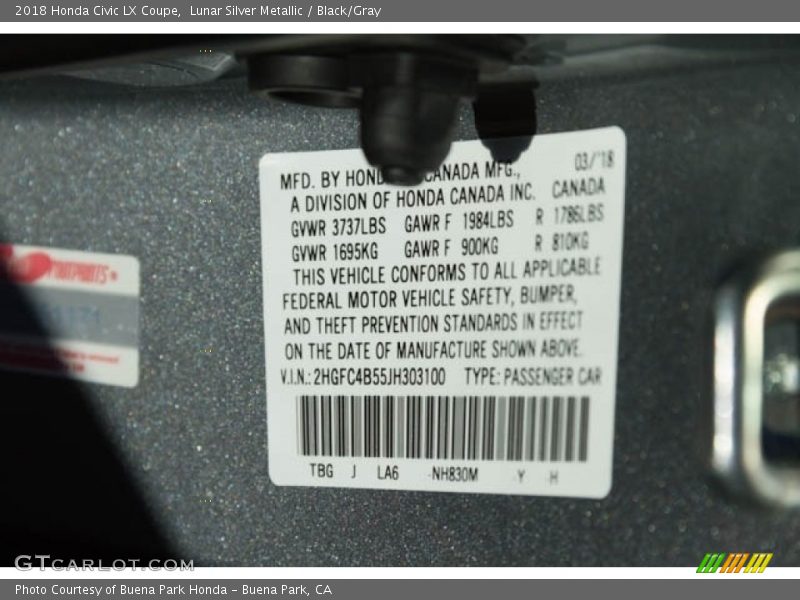 2018 Honda Civic LX Coupe, Lunar Silver Metallic / Black/Gray
03/'18
MFD. BY CANADA MFG.,
A DIVISION OF HONDA CANADA INC. CANADA
GVWR 3737LBS GAWR F 1984LBS R 1786LBS
GVWR 1695KG GAWR F 900KG R 810KG
THIS VEHICLE CONFORMS TO ALL APPLICABLE
FEDERAL MOTOR VEHICLE SAFETY, BUMPER,
AND THEFT PREVENTION STANDARDS IN EFFECT
ON THE DATE OF MANUFACTURE SHOWN ABOVE.
V.I.N.: 2HGFC4B55JH303100 TYPE: PASSENGER CAR
TBG J LA6 -NH830M -Y -H
GTCARLOT.COM
Photo Courtesy of Buena Park Honda - Buena Park, CA